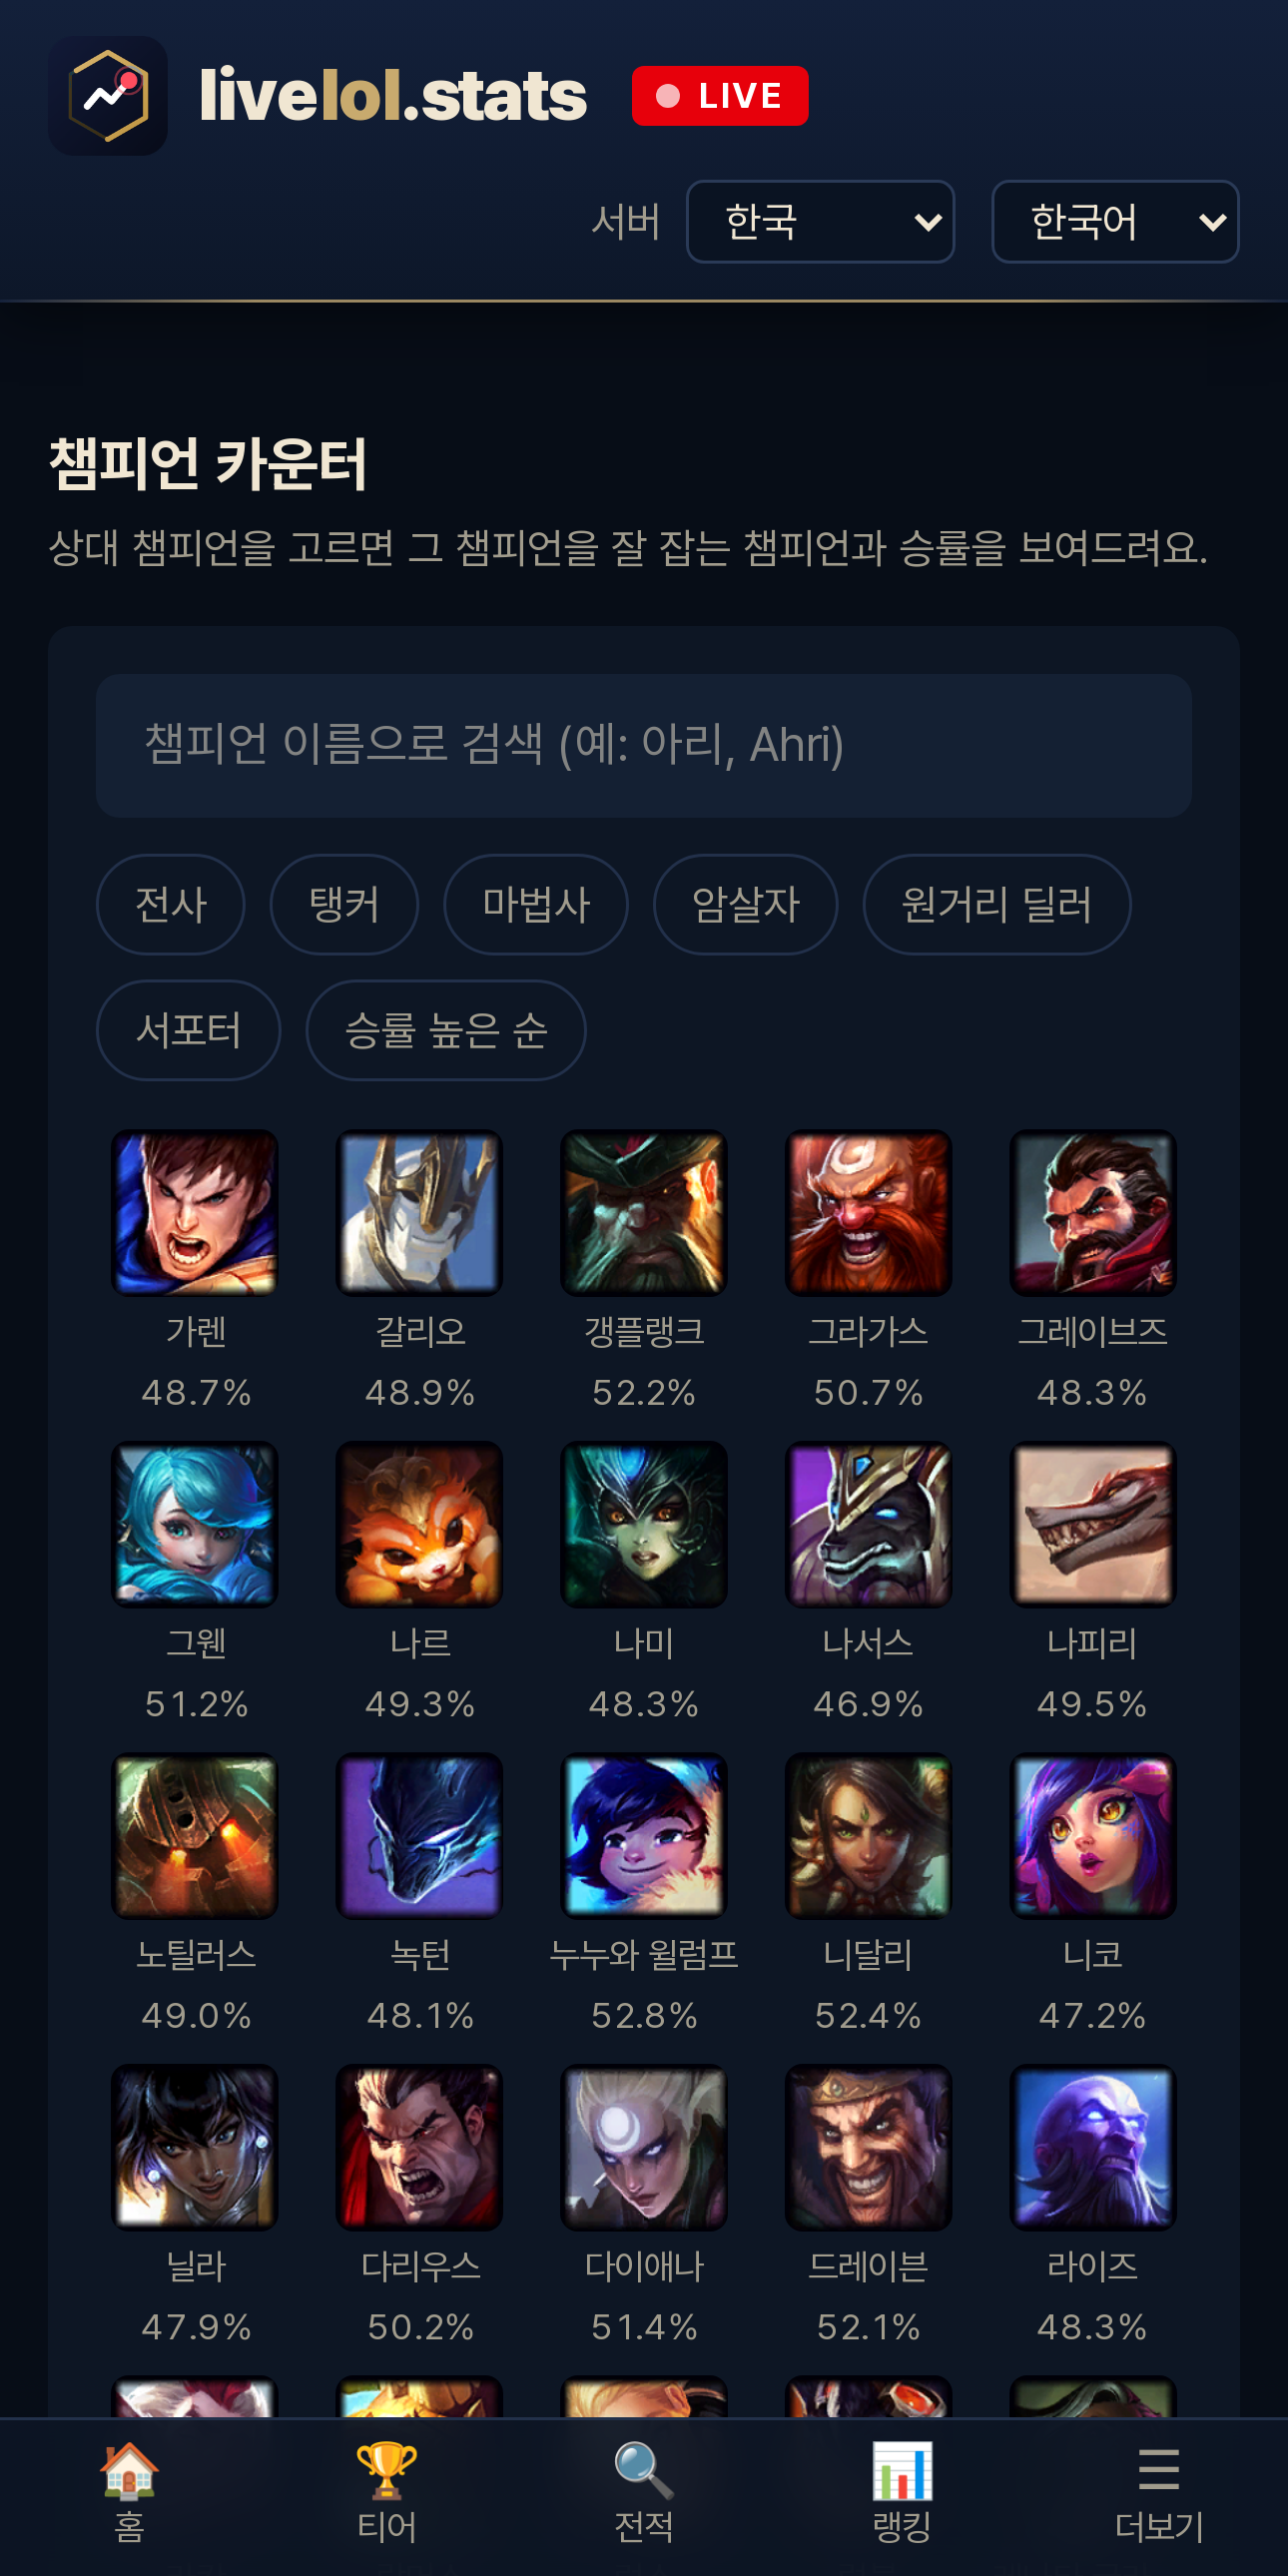 livelol.stats LIVE
서버 한국 한국어
챔피언 카운터
상대 챔피언을 고르면 그 챔피언을 잘 잡는 챔피언과 승률을 보여드려요.
챔피언 이름으로 검색 (예: 아리, Ahri)
전사 탱커 마법사 암살자 원거리 딜러
서포터 승률 높은 순
가렌 갈리오 갱플랭크 그라가스 그레이브즈
48.7% 48.9% 52.2% 50.7% 48.3%
그웬 나르 나미 나서스 나피리
51.2% 49.3% 48.3% 46.9% 49.5%
노틸러스 녹턴 누누와 윌럼프 니달리 니코
49.0% 48.1% 52.8% 52.4% 47.2%
닐라 다리우스 다이애나 드레이븐 라이즈
47.9% 50.2% 51.4% 52.1% 48.3%
홈 티어 전적 랭킹 더보기